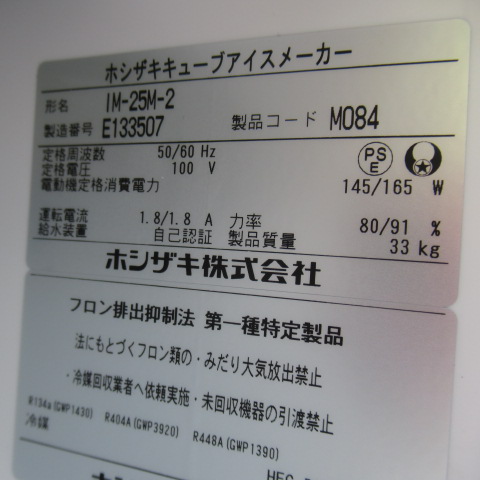 ホシザキキューブアイスメーカー
形名 IM-25M-2
製造番号 E133507 製品コード M084
定格周波数 50/60 Hz PS E
定格電圧 100 V
電動機定格消費電力 145/165 W
運転電流 1.8/1.8 A 力率 80/91 %
給水装置 自己認証 製品質量 33 kg
ホシザキ株式会社
フロン排出抑制法 第一種特定製品
法にもとづくフロン類の・みだり大気放出禁止
・冷媒回収業者へ依頼実施・未回収機器の引渡禁止
R134a(GWP1430) R404A(GWP3920) R448A(GWP1390)
冷媒